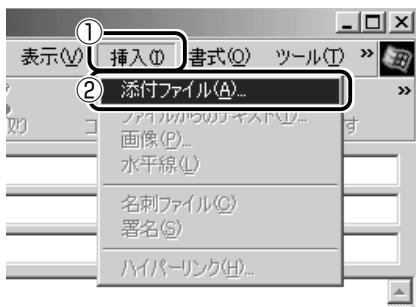 ①
表示(V) 挿入(I) 書式(O) ツール(T) »
② 添付ファイル(A)...
»
ファイルからのテキスト(T)...
画像(P)...
す
水平線(L)
名刺ファイル(C)
署名(S)
ハイパーリンク(H)...